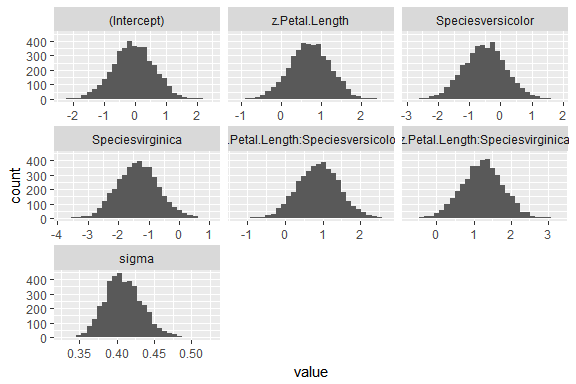 (Intercept) z.Petal.Length Speciesversicolor
400
300
200
100
0
-2 -1 0 1 2 0 1 2 -3 -2 -1 0 1 2
Speciesvirginica .Petal.Length:Speciesversicolo z.Petal.Length:Speciesvirginica
400
300
200
100
0
-4 -3 -2 -1 0 1 -1 0 1 2 0 1 2 3
count
sigma
400
300
200
100
0
0.35 0.40 0.45 0.50
value